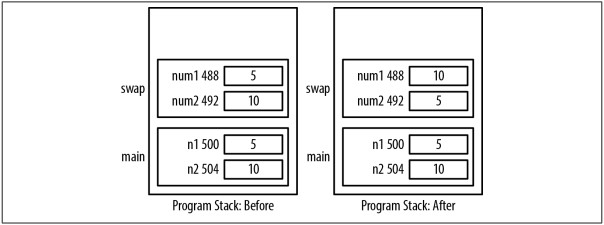 num1 488 5
swap
num2 492 10
n1 500 5
main
n2 504 10
Program Stack: Before
num1 488 10
swap
num2 492 5
n1 500 5
main
n2 504 10
Program Stack: After